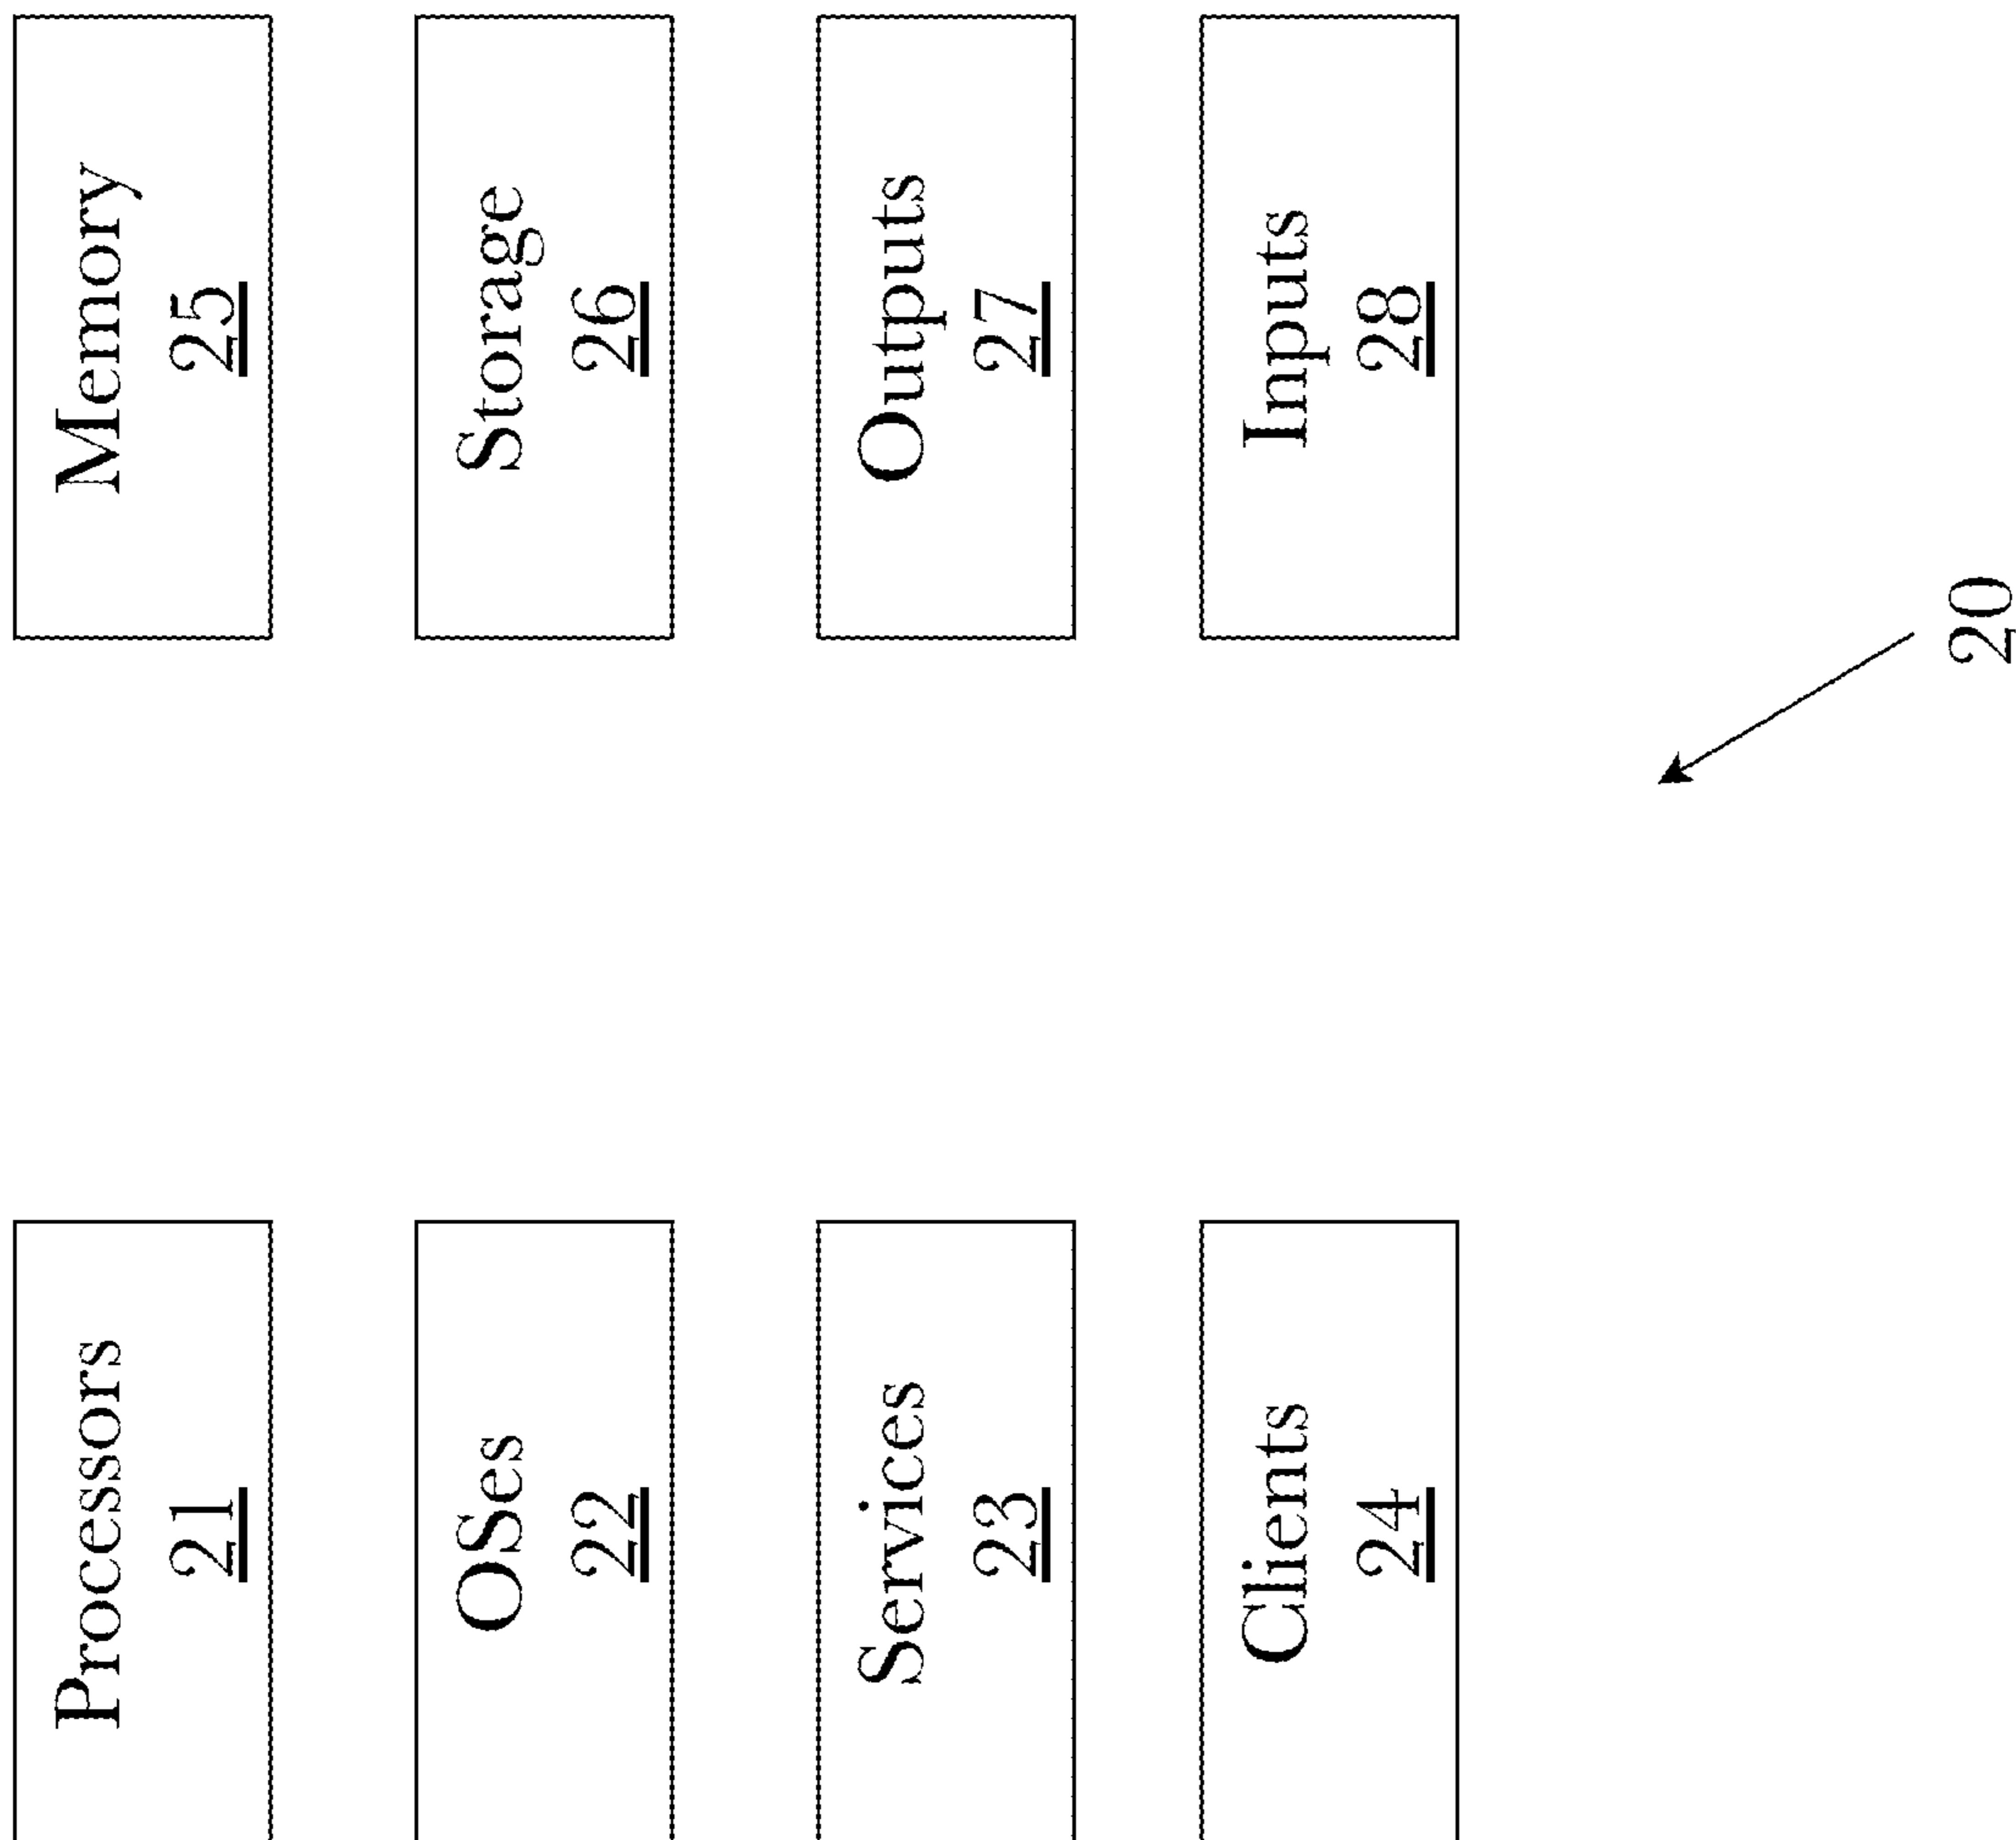 Processors
21
Memory
25
OSes
22
Storage
26
Services
23
Outputs
27
Clients
24
Inputs
28
20